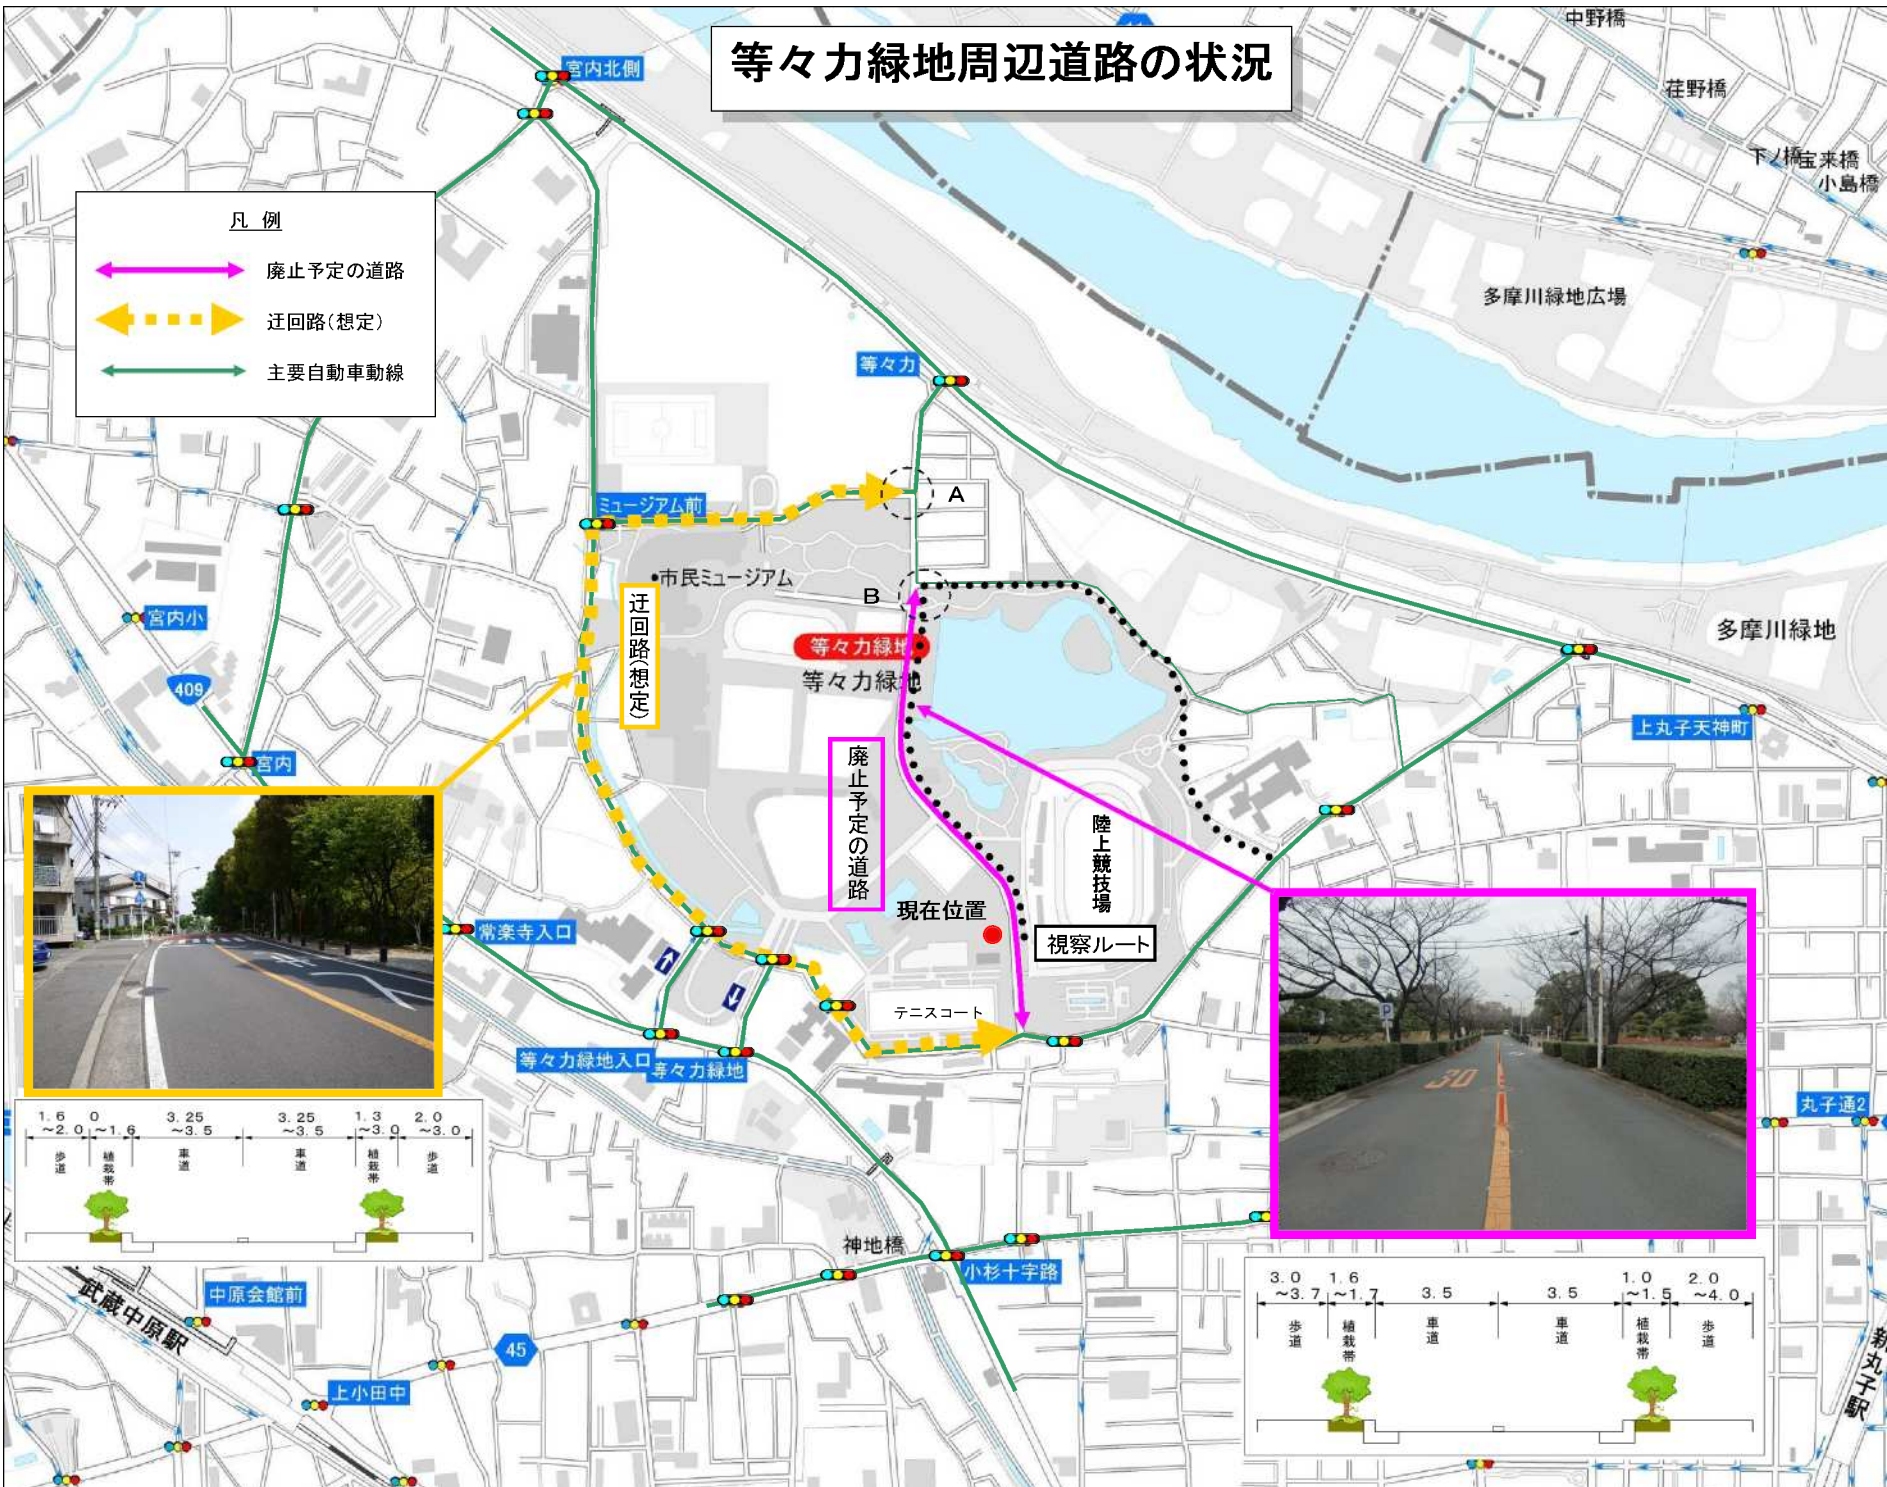 等々力緑地周辺道路の状況
中野橋
荏野橋
下ノ橋
宝来橋
小島橋
宮内北側
凡 例
廃止予定の道路
迂回路(想定)
主要自動車動線
多摩川緑地広場
等々力
A
ミュージアム前
•市民ミュージアム
B
宮内小
迂回路(想定)
等々力緑地
等々力緑地
多摩川緑地
409
上丸子天神町
宮内
廃止予定の道路
陸上競技場
現在位置
常楽寺入口
視察ルート
テニスコート
30
P
等々力緑地入口
等々力緑地
丸子通2
1.6～2.0
0～1.6
3.25～3.5
3.25～3.5
1.3～3.0
2.0～3.0
歩道
植栽帯
車道
車道
植栽帯
歩道
神地橋
小杉十字路
中原会館前
武蔵中原駅
45
上小田中
3.0～3.7
1.6～1.7
3.5
3.5
1.0～1.5
2.0～4.0
歩道
植栽帯
車道
車道
植栽帯
歩道
新丸子駅